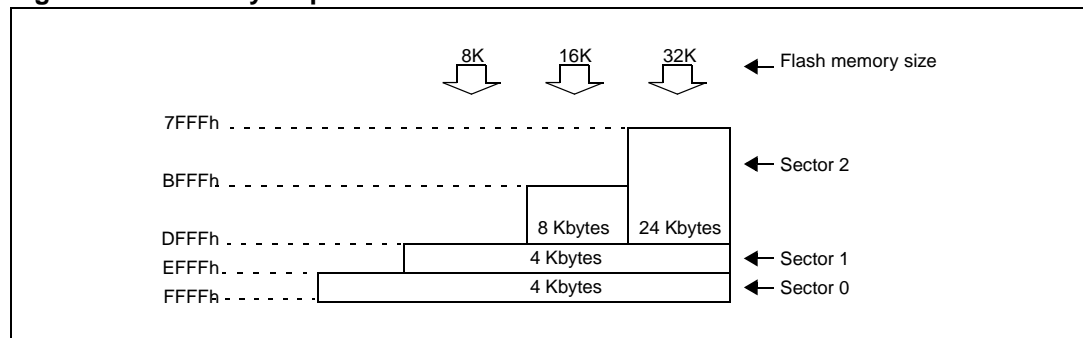 8K 16K 32K Flash memory size
7FFFh
Sector 2
BFFFh
8 Kbytes 24 Kbytes
DFFFh
4 Kbytes Sector 1
EFFFh
4 Kbytes Sector 0
FFFFh